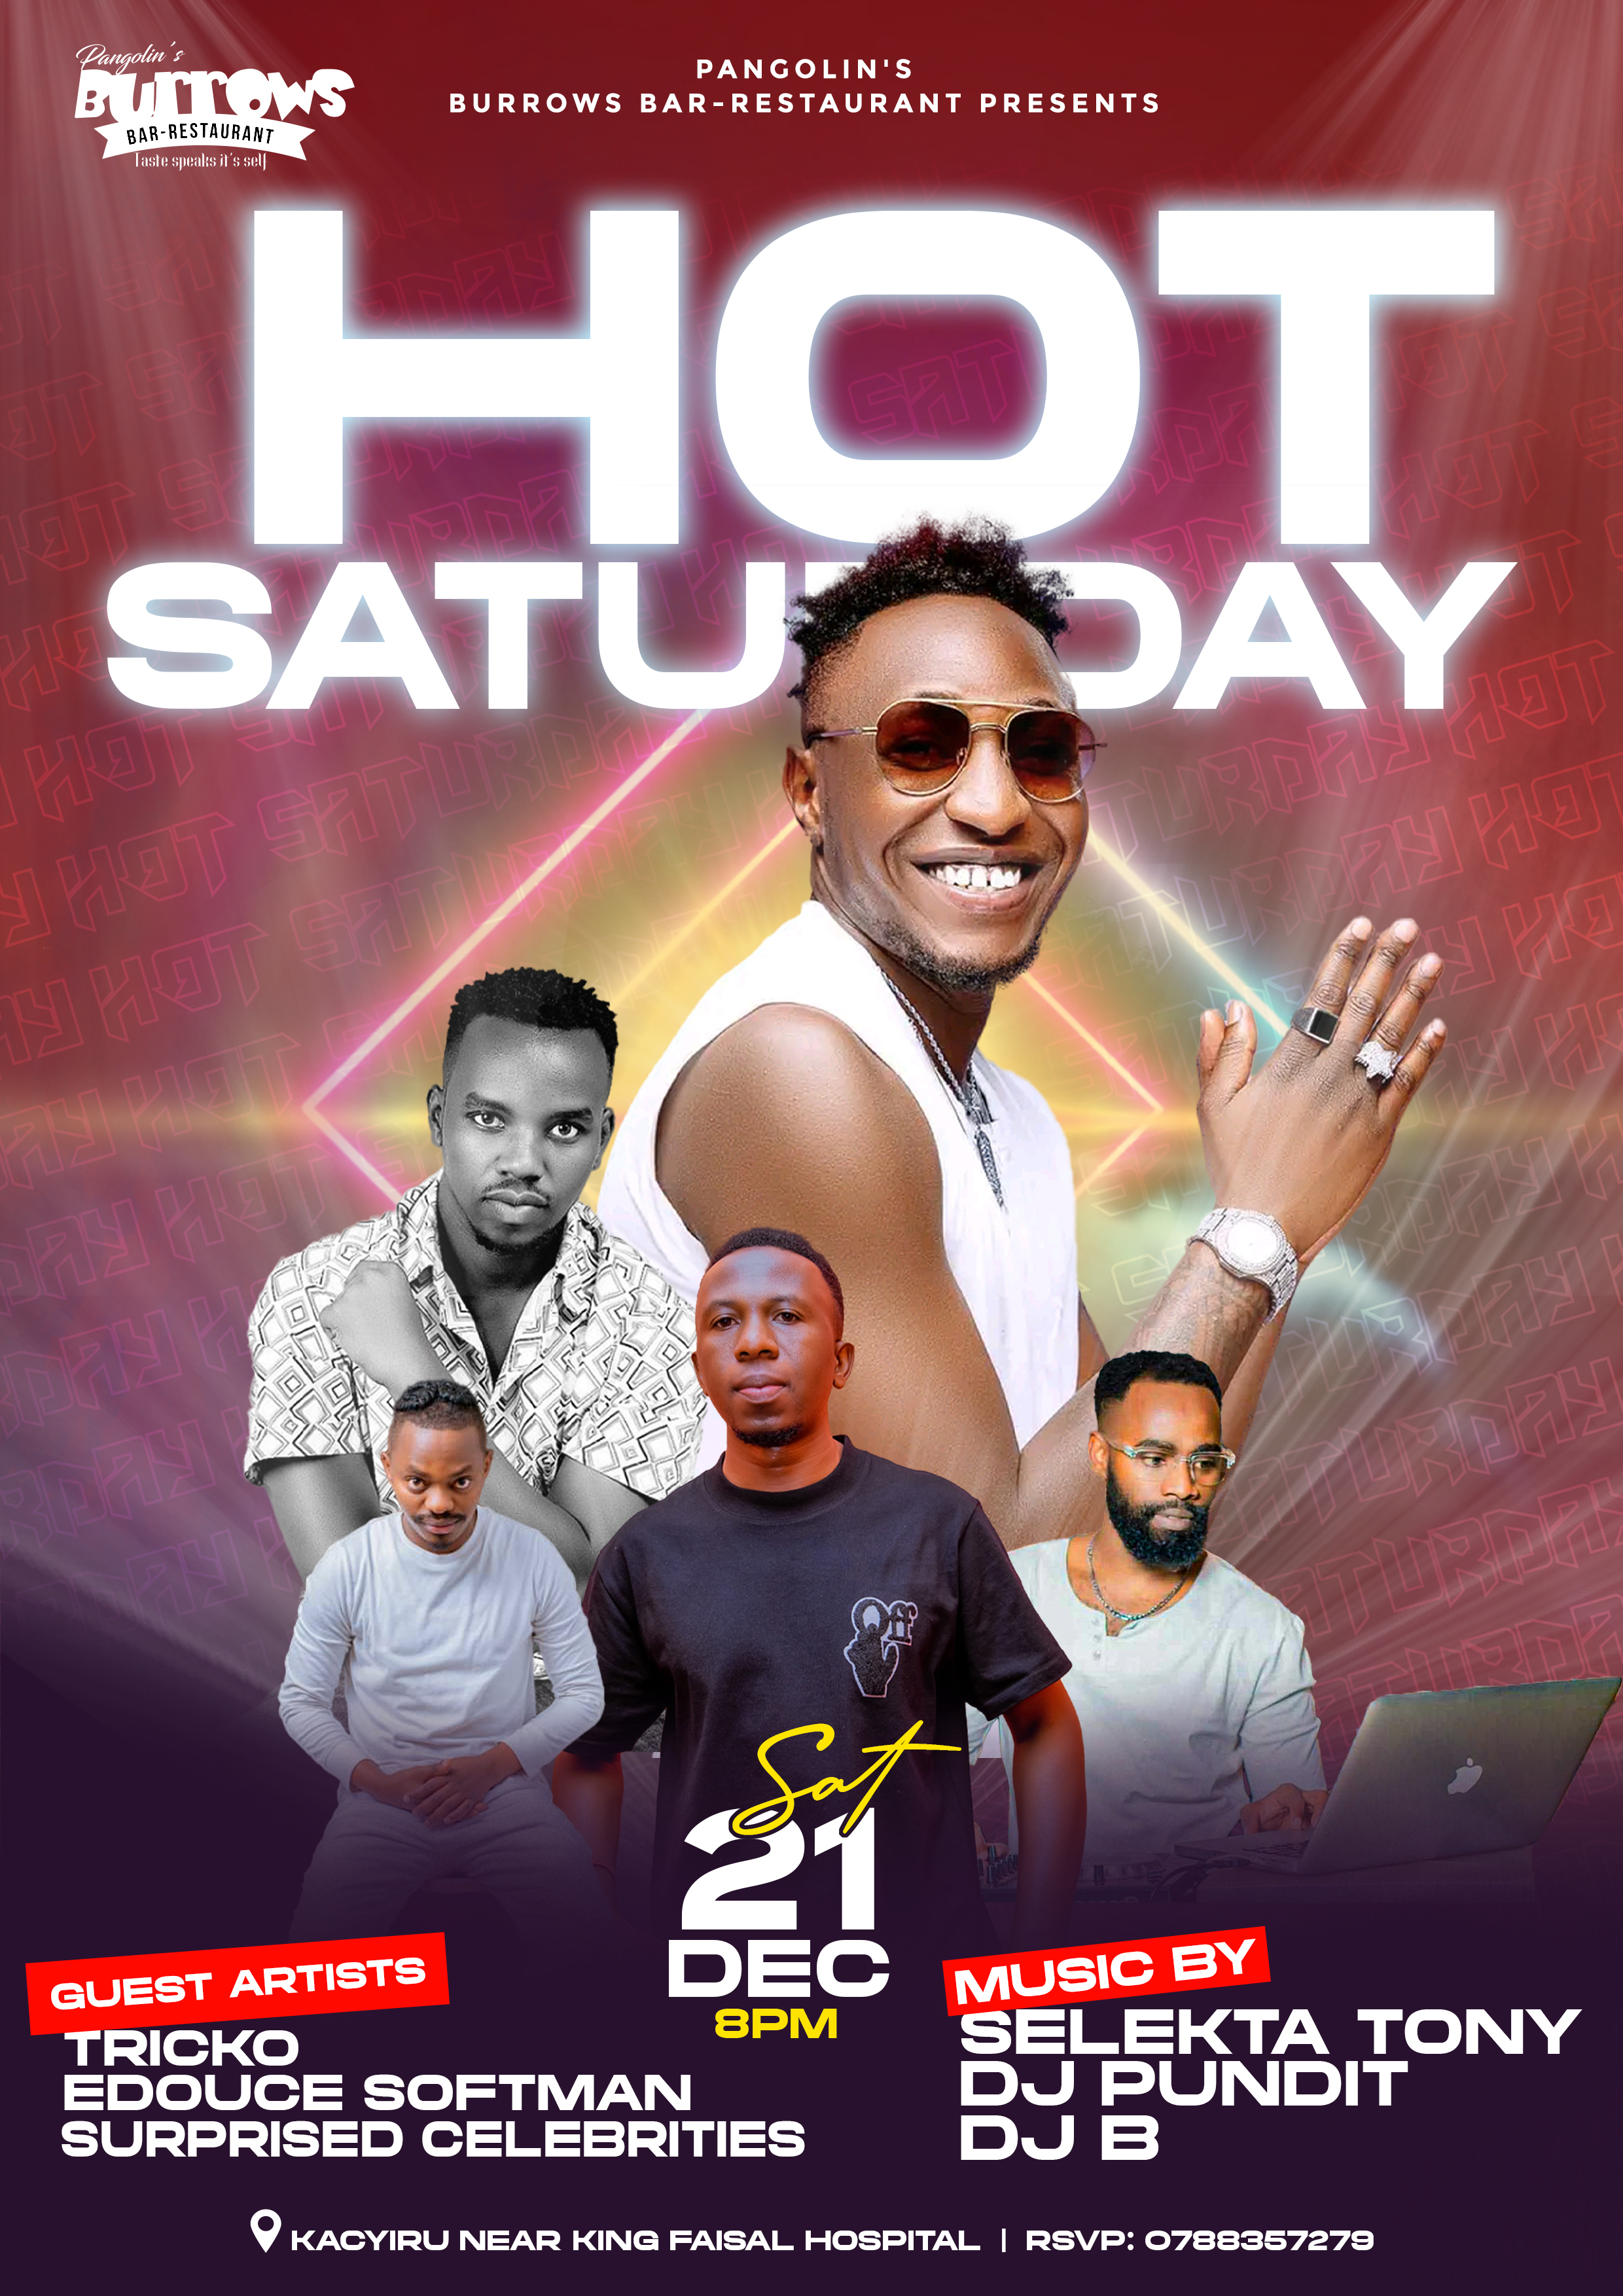 Pangolin's
BURROWS
BAR-RESTAURANT
Taste speaks it's self
PANGOLIN'S
BURROWS BAR-RESTAURANT PRESENTS
HOT
SATURDAY
Off
Sat
21
DEC
8PM
GUEST ARTISTS
TRICKO
EDOUCE SOFTMAN
SURPRISED CELEBRITIES
MUSIC BY
SELEKTA TONY
DJ PUNDIT
DJ B
KACYIRU NEAR KING FAISAL HOSPITAL | RSVP: 0788357279